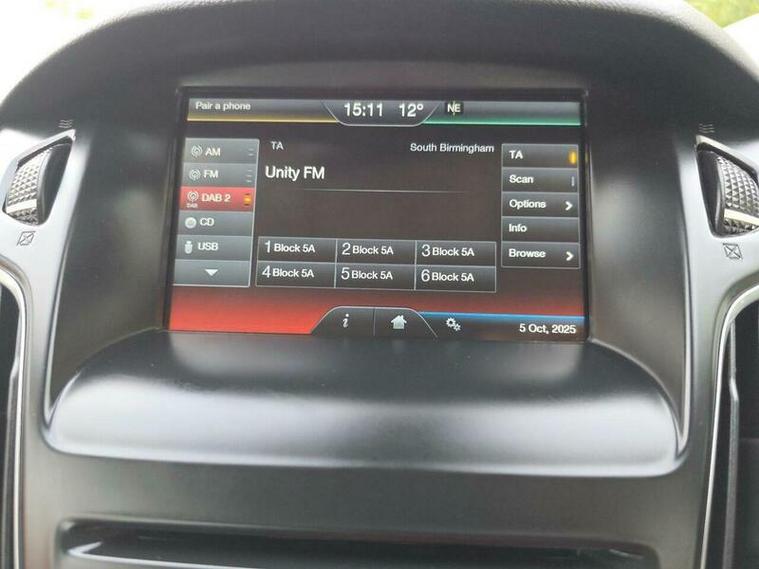 Pair a phone
15:11 12° NE
TA South Birmingham
Unity FM
AM
FM
DAB 2
DAB
CD
USB
1 Block 5A 2 Block 5A 3 Block 5A
4 Block 5A 5 Block 5A 6 Block 5A
TA
Scan
Options
Info
Browse
i
5 Oct, 2025